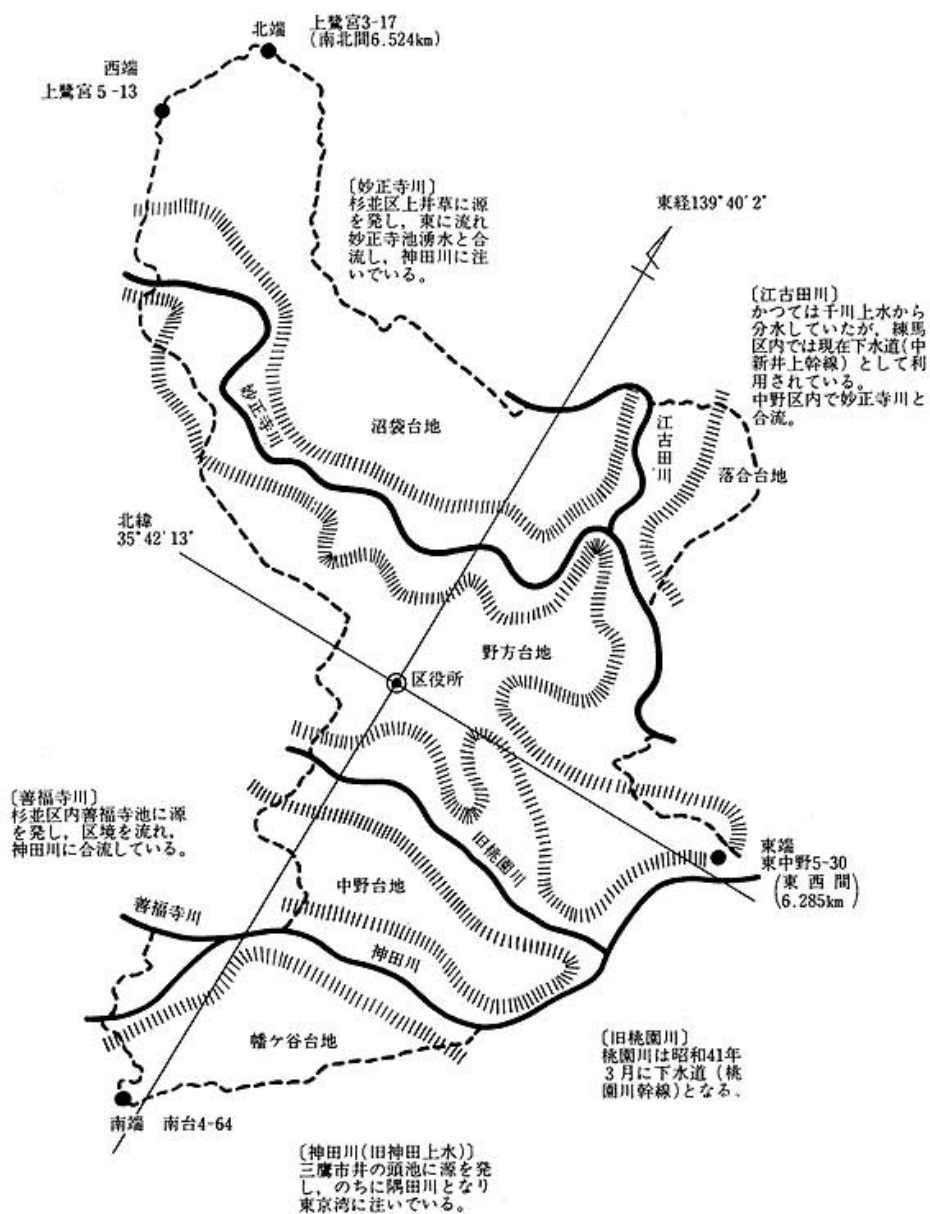 北端
上鷺宮3-17
(南北間6.524km)
西端
上鷺宮5-13
〔妙正寺川〕
杉並区上井草に源
を発し，東に流れ
妙正寺池湧水と合
流し，神田川に注
いでいる。
東経139°40′2″
〔江古田川〕
かつては千川上水から
分水していたが，練馬
区内では現在下水道(中
新井上幹線）として利
用されている。
中野区内で妙正寺川と
合流。
妙正寺川
沼袋台地
江古田川
落合台地
北緯
35°42′13″
野方台地
区役所
〔善福寺川〕
杉並区内善福寺池に源
を発し，区境を流れ，
神田川に合流している。
旧桃園川
東端
東中野5-30
(東西間
6.285km)
中野台地
善福寺川
神田川
幡ケ谷台地
〔旧桃園川〕
桃園川は昭和41年
3月に下水道（桃
園川幹線)となる。
南端　南台4-64
〔神田川(旧神田上水)〕
三鷹市井の頭池に源を発
し，のちに隅田川となり
東京湾に注いでいる。